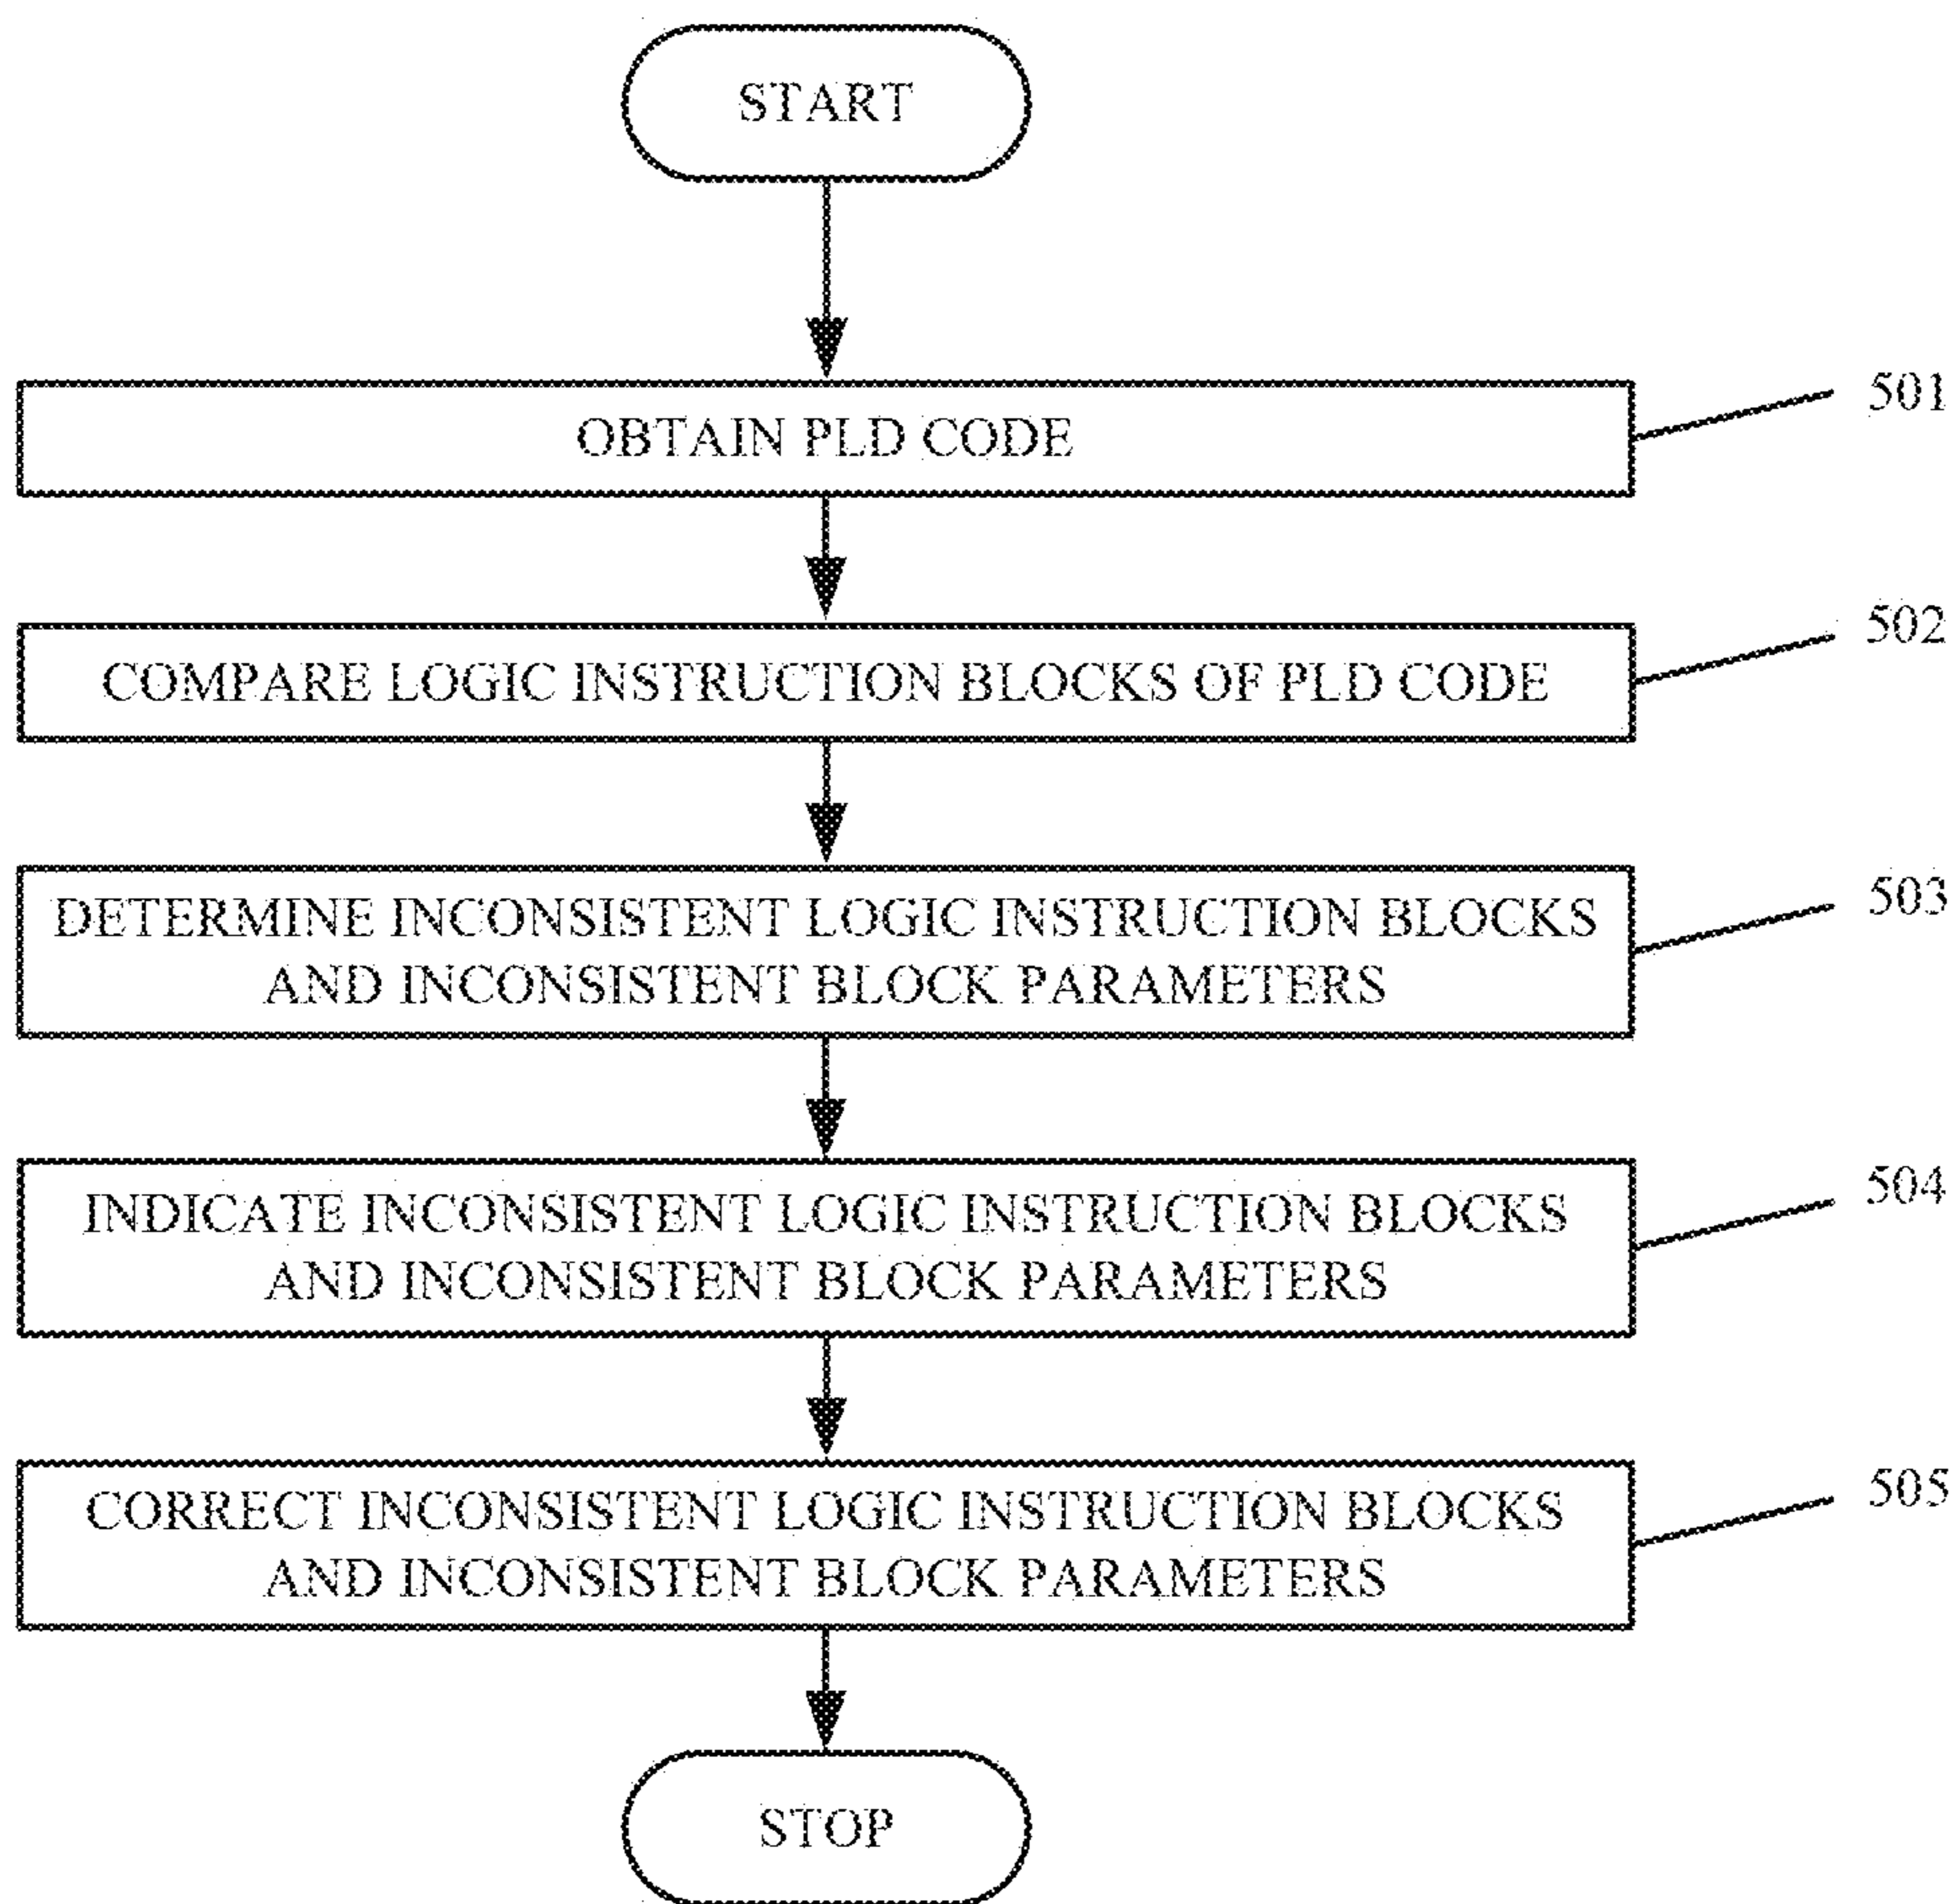 START
OBTAIN PLD CODE
501
COMPARE LOGIC INSTRUCTION BLOCKS OF PLD CODE
502
DETERMINE INCONSISTENT LOGIC INSTRUCTION BLOCKS
AND INCONSISTENT BLOCK PARAMETERS
503
INDICATE INCONSISTENT LOGIC INSTRUCTION BLOCKS
AND INCONSISTENT BLOCK PARAMETERS
504
CORRECT INCONSISTENT LOGIC INSTRUCTION BLOCKS
AND INCONSISTENT BLOCK PARAMETERS
505
STOP